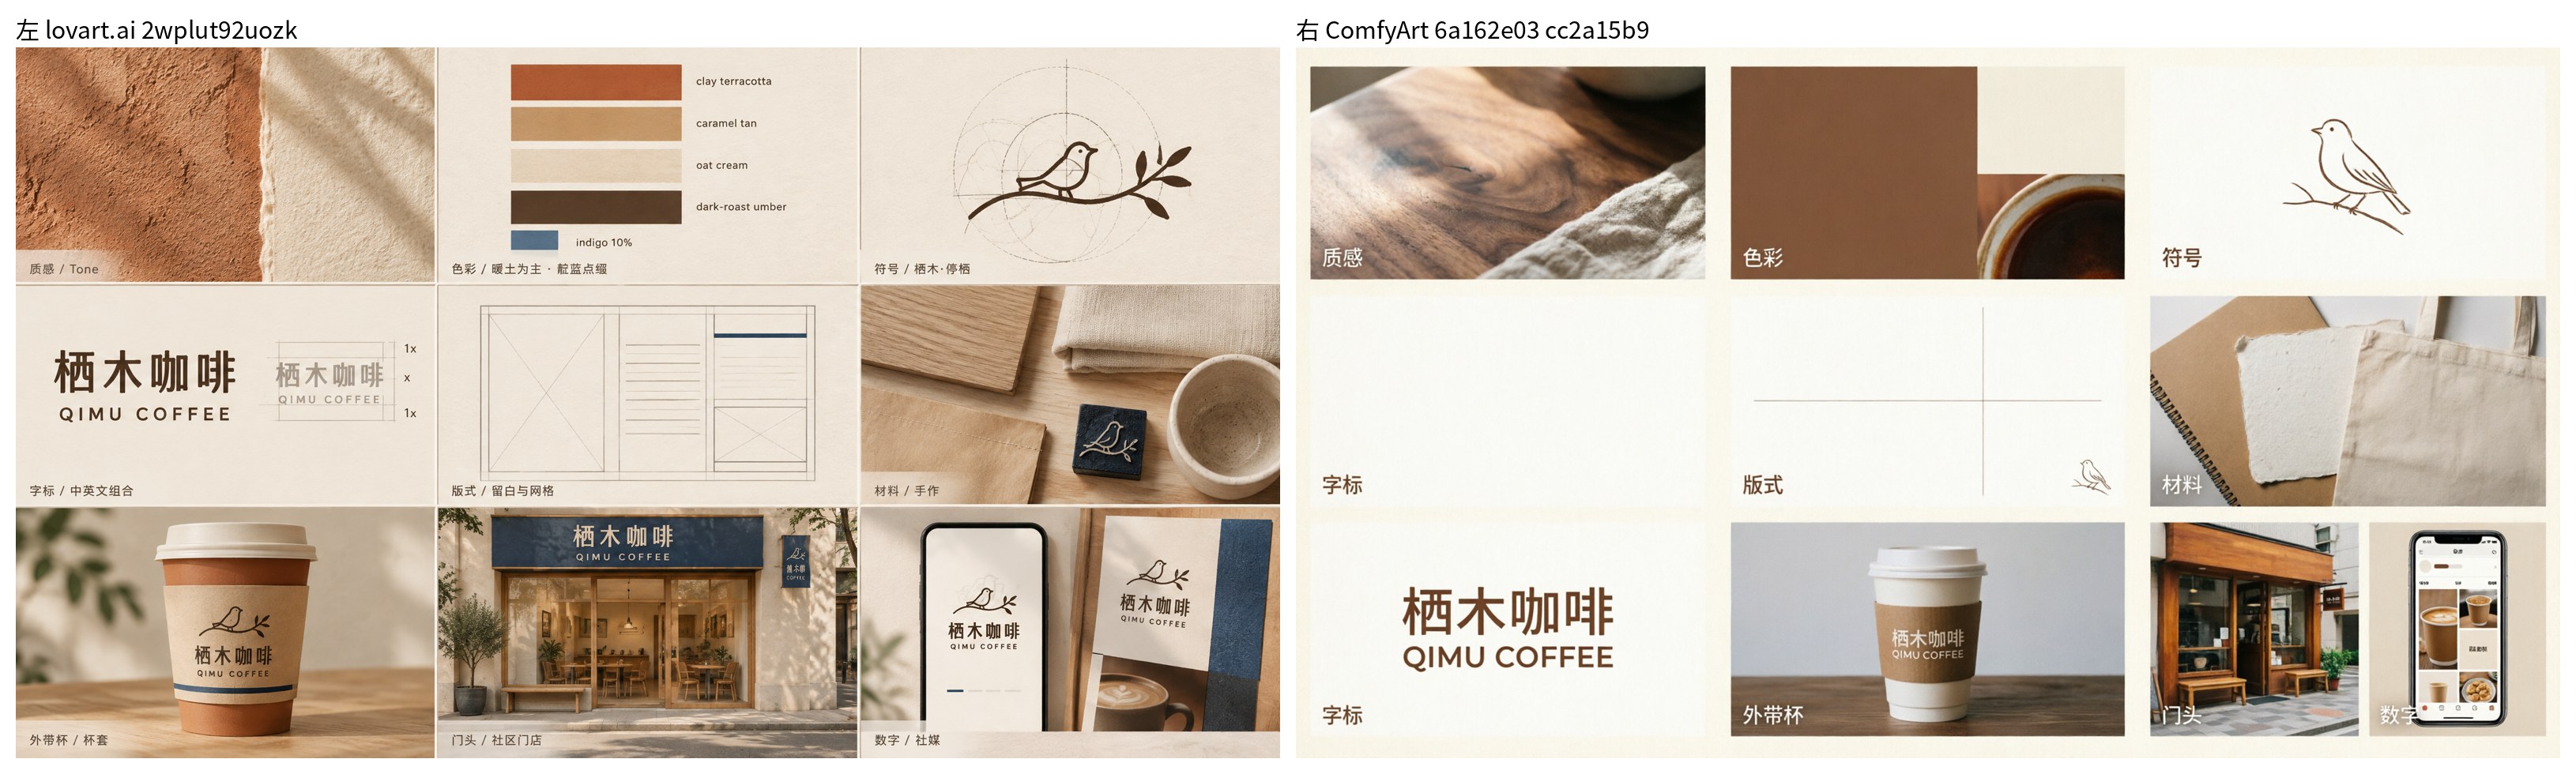 左 lovart.ai 2wplut92uozk
clay terracotta
caramel tan
oat cream
dark-roast umber
indigo 10%
质感 / Tone
色彩 / 暖土为主 · 靛蓝点缀
符号 / 栖木·停栖
栖木咖啡
QIMU COFFEE
栖木咖啡
QIMU COFFEE
1x
x
1x
字标 / 中英文组合
版式 / 留白与网格
材料 / 手作
栖木咖啡
QIMU COFFEE
外带杯 / 杯套
栖木咖啡
QIMU COFFEE
COFFEE
门头 / 社区门店
栖木咖啡
QIMU COFFEE
栖木咖啡
QIMU COFFEE
数字 / 社媒
右 ComfyArt 6a162e03 cc2a15b9
质感
色彩
符号
字标
版式
材料
栖木咖啡
QIMU COFFEE
字标
栖木咖啡
QIMU COFFEE
外带杯
门头
数字